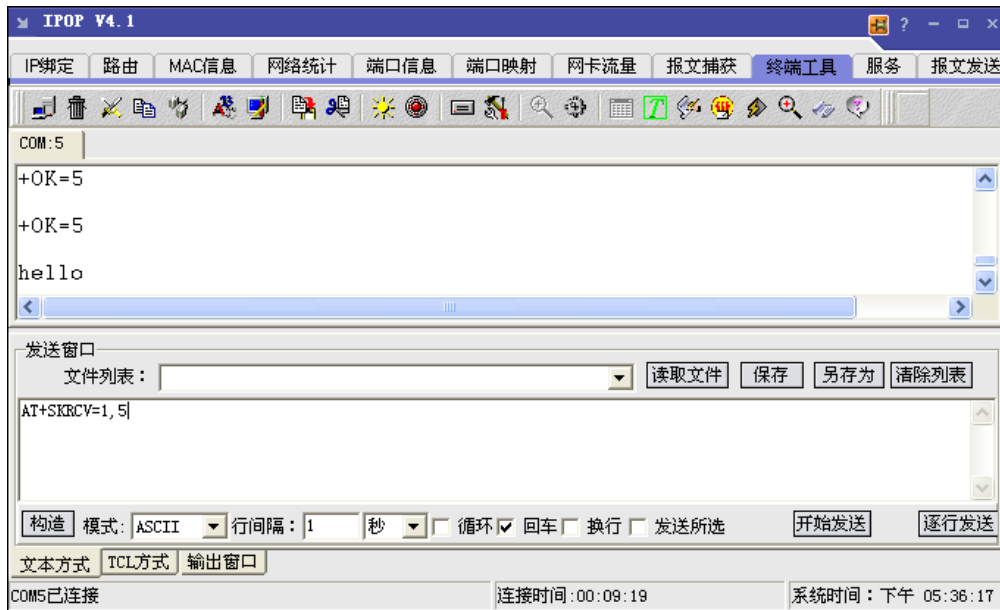 IPOP V4.1
IP绑定 路由 MAC信息 网络统计 端口信息 端口映射 网卡流量 报文捕获 终端工具 服务 报文发送
COM:5
+OK=5
+OK=5
hello
发送窗口
文件列表： 读取文件 保存 另存为 清除列表
AT+SKRCV=1,5
构造 模式: ASCII 行间隔： 1 秒 循环 回车 换行 发送所选 开始发送 逐行发送
文本方式 TCL方式 输出窗口
COM5已连接 连接时间:00:09:19 系统时间：下午 05:36:17